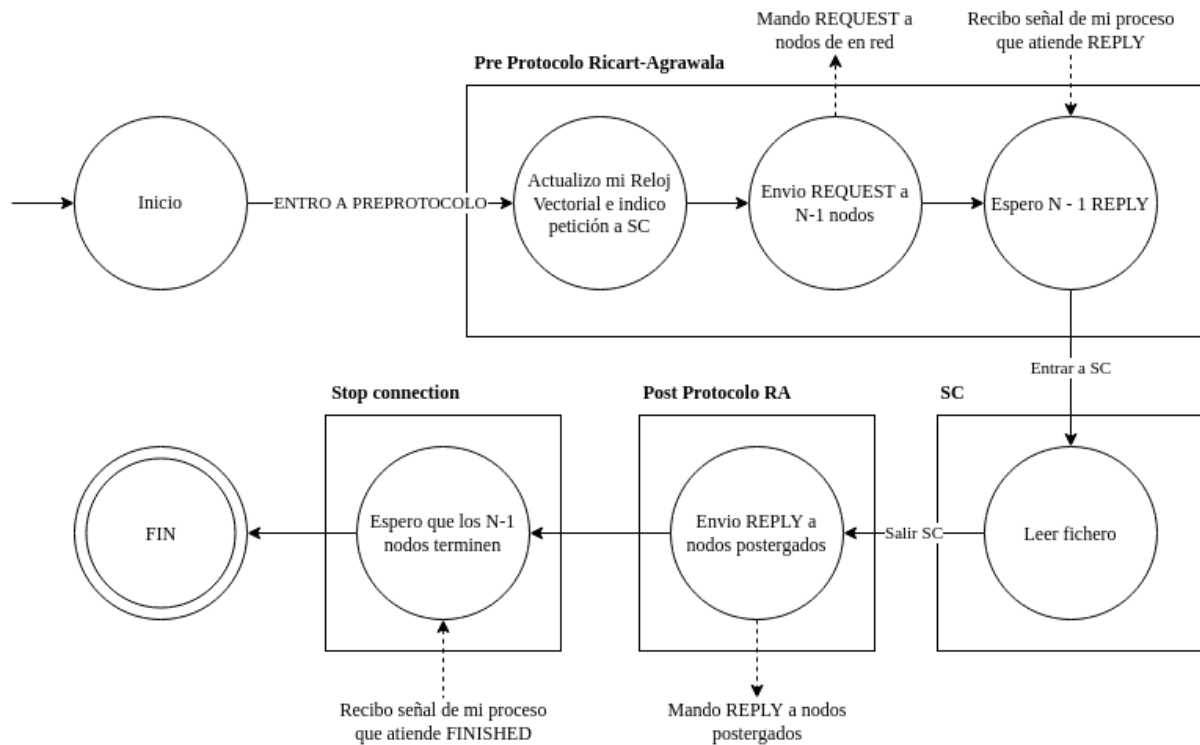 Mando REQUEST a
nodos de en red
Recibo señal de mi proceso
que atiende REPLY
Pre Protocolo Ricart-Agrawala
Inicio
ENTRO A PREPROTOCOLO
Actualizo mi Reloj
Vectorial e indico
petición a SC
Envio REQUEST a
N-1 nodos
Espero N - 1 REPLY
Entrar a SC
Stop connection
Post Protocolo RA
SC
FIN
Espero que los N-1
nodos terminen
Envio REPLY a
nodos postergados
Salir SC
Leer fichero
Recibo señal de mi proceso
que atiende FINISHED
Mando REPLY a nodos
postergados